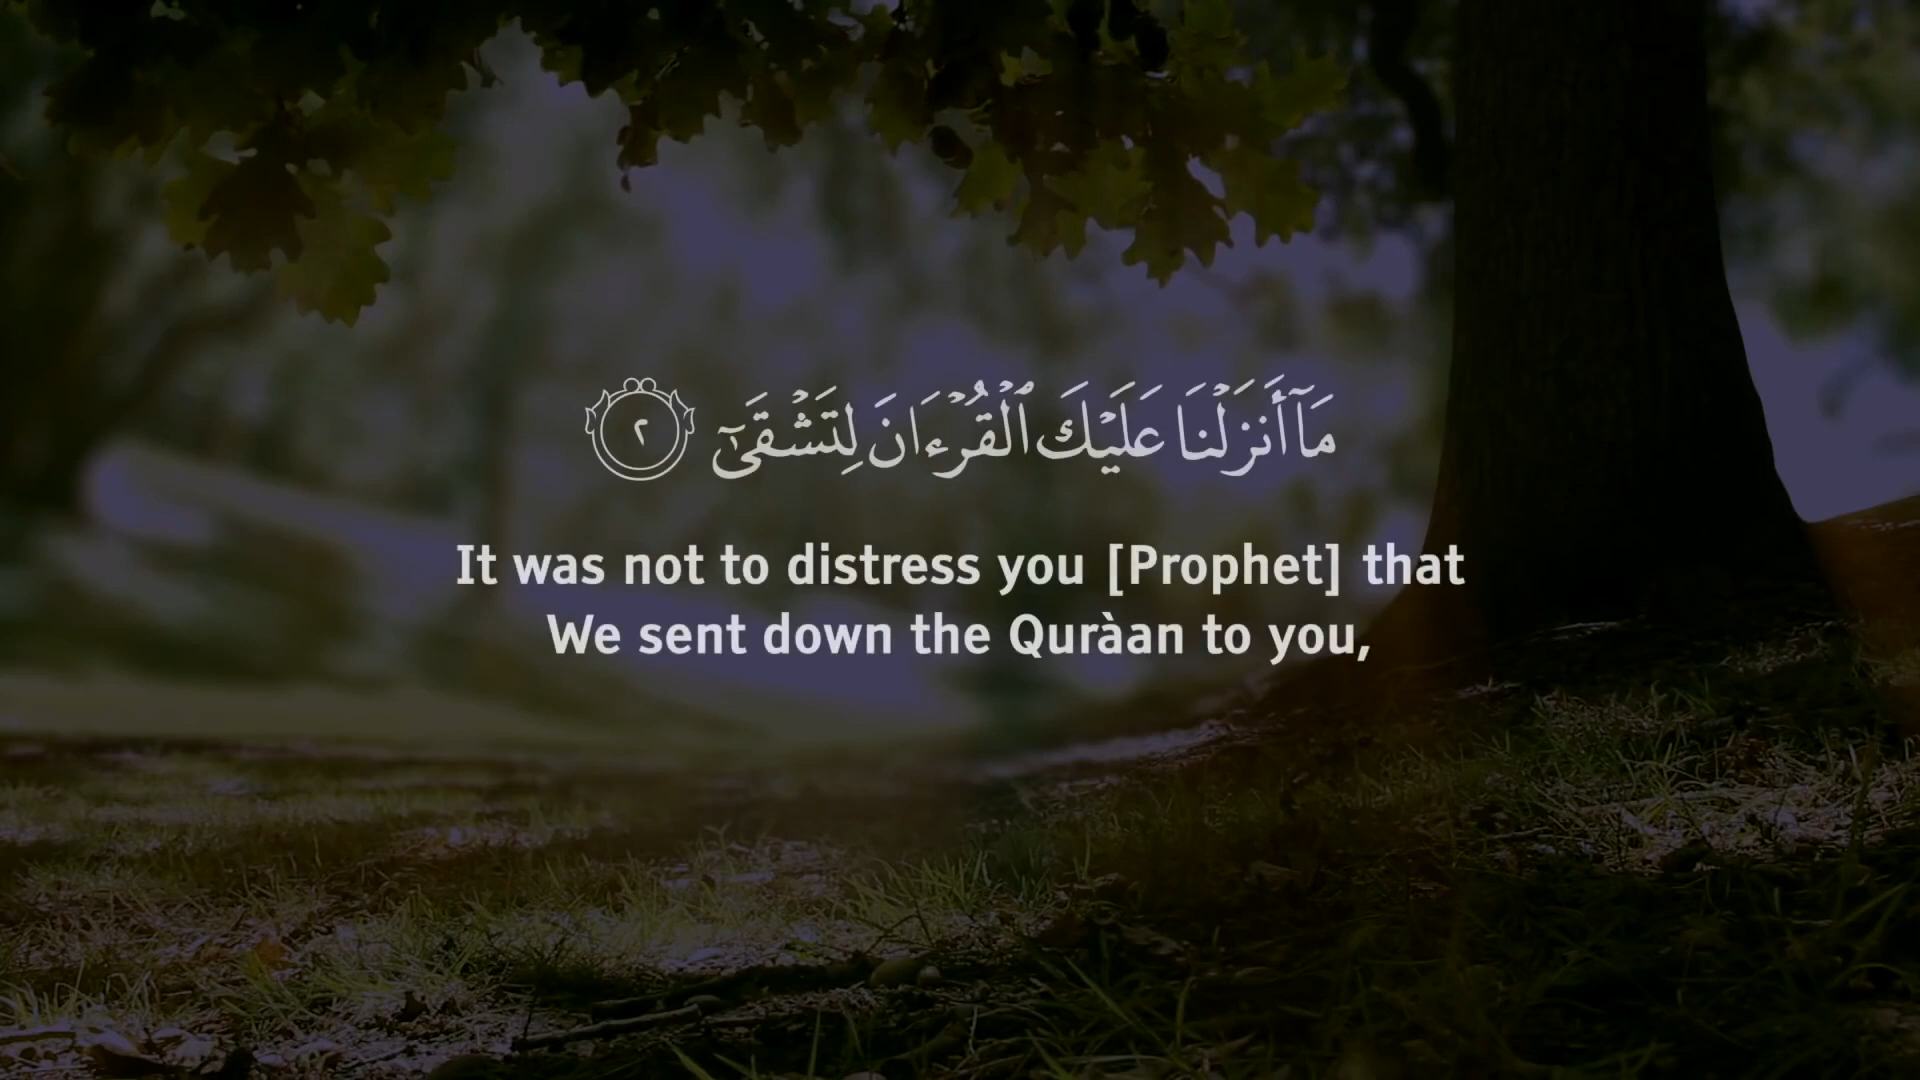 مَآ أَنزَلْنَا عَلَيْكَ ٱلْقُرْءَانَ لِتَشْقَىٰٓ ٢
It was not to distress you [Prophet] that
We sent down the Quràan to you,